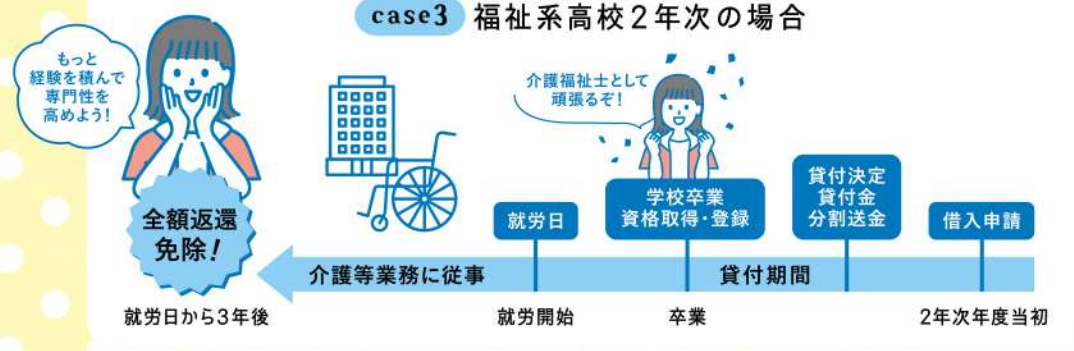 case3 福祉系高校2年次の場合
もっと
経験を積んで
専門性を
高めよう!
介護福祉士として
頑張るぞ!
全額返還
免除!
就労日
学校卒業
資格取得・登録
貸付決定
貸付金
分割送金
借入申請
介護等業務に従事
貸付期間
就労日から3年後
就労開始
卒業
2年次年度当初